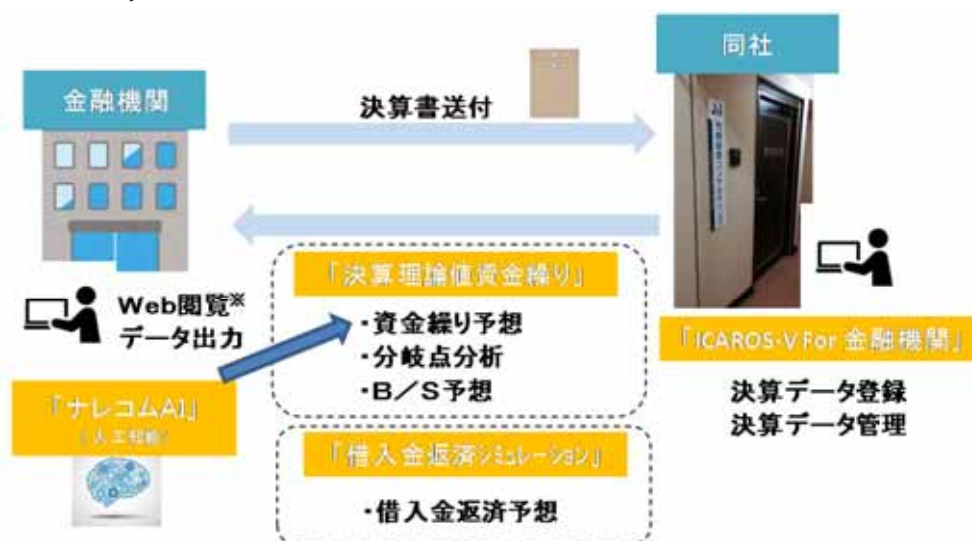 金融機関
同社
決算書送付
「決算理論値資金繰り」
・資金繰り予想
・分岐点分析
・B/S予想
Web閲覧※
データ出力
「ナレコムAI」
(人工知能)
「借入金返済シミュレーション」
・借入金返済予想
「ICAROS-V For 金融機関」
決算データ登録
決算データ管理